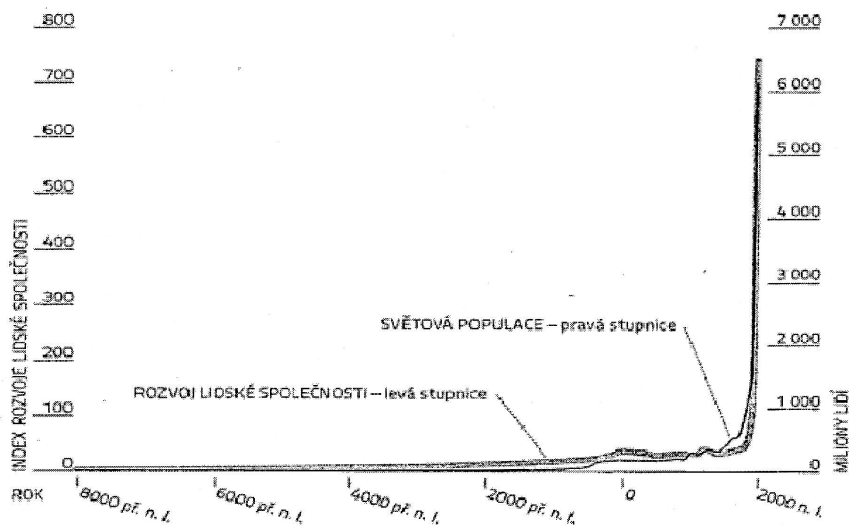 800
700
600
500
400
300
200
100
0
INDEX ROZVOJE LIDSKÉ SPOLEČNOSTI
7 000
6 000
5 000
4 000
3 000
2 000
1 000
0
MILIONY LIDÍ
SVĚTOVÁ POPULACE – pravá stupnice
ROZVOJ LIDSKÉ SPOLEČNOSTI – levá stupnice
ROK
8000 př. n. l.
6000 př. n. l.
4000 př. n. l.
2000 př. n. l.
0
2000 n. l.